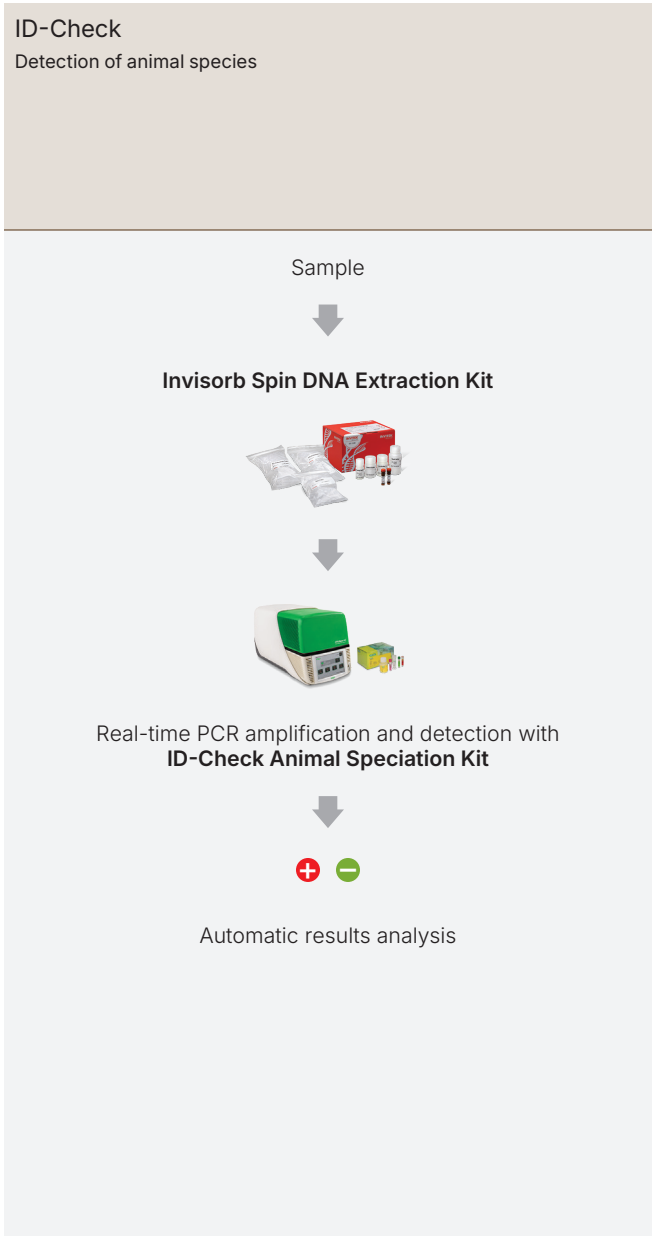 ID-Check
Detection of animal species
Sample
Invisorb Spin DNA Extraction Kit
Real-time PCR amplification and detection with
ID-Check Animal Speciation Kit
Automatic results analysis